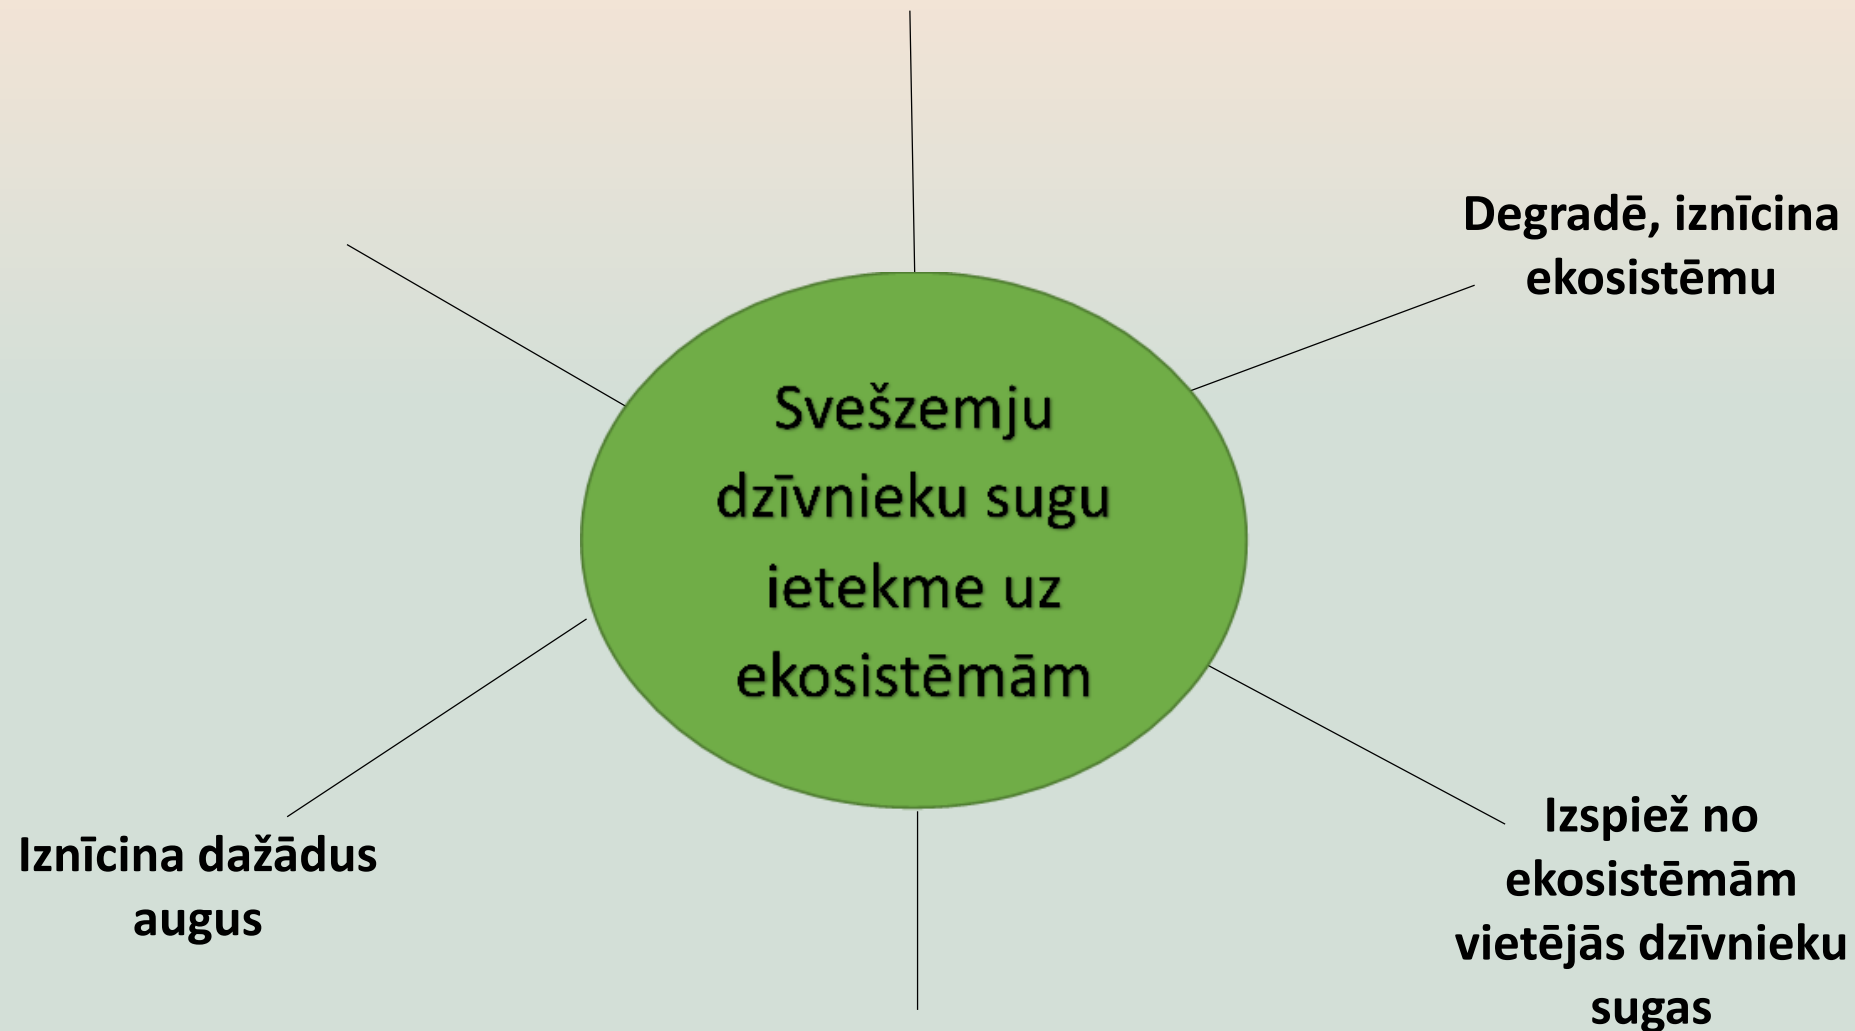 Degradē, iznīcina
ekosistēmu
Svešzemju
dzīvnieku sugu
ietekme uz
ekosistēmām
Iznīcina dažādus
augus
Izspiež no
ekosistēmām
vietējās dzīvnieku
sugas